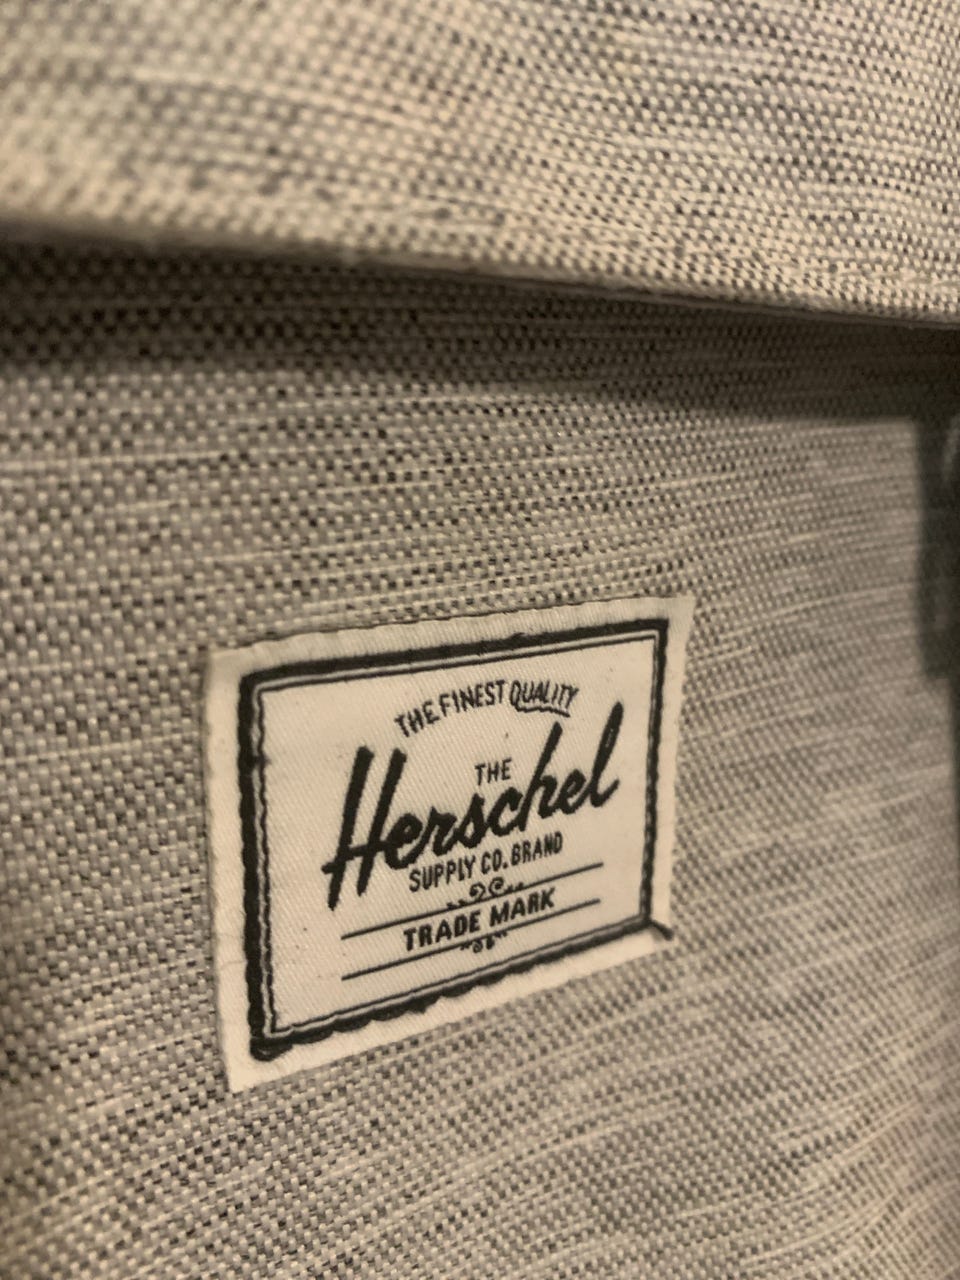 THE FINEST QUALITY
THE
Herschel
SUPPLY CO. BRAND
TRADE MARK